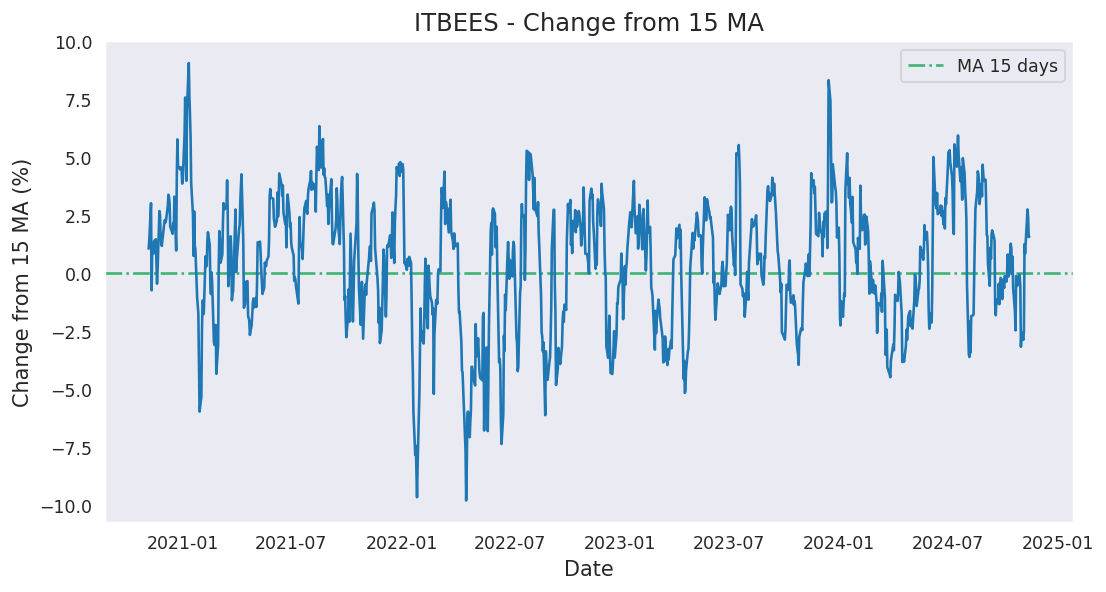 ITBEES - Change from 15 MA
MA 15 days
Change from 15 MA (%)
10.0
7.5
5.0
2.5
0.0
−2.5
−5.0
−7.5
−10.0
2021-01 2021-07 2022-01 2022-07 2023-01 2023-07 2024-01 2024-07 2025-01
Date